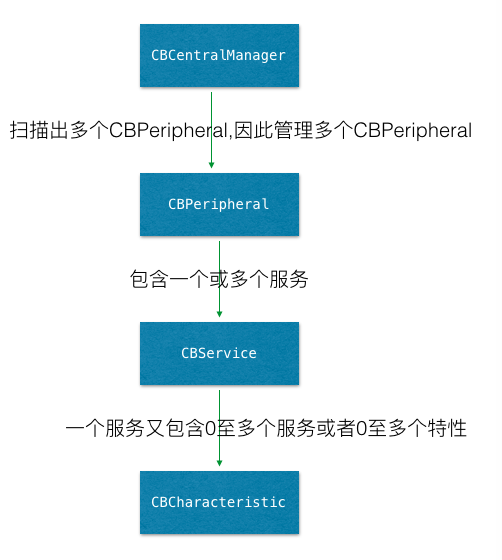 CBCentralManager
扫描出多个CBPeripheral,因此管理多个CBPeripheral
CBPeripheral
包含一个或多个服务
CBService
一个服务又包含0至多个服务或者0至多个特性
CBCharacteristic